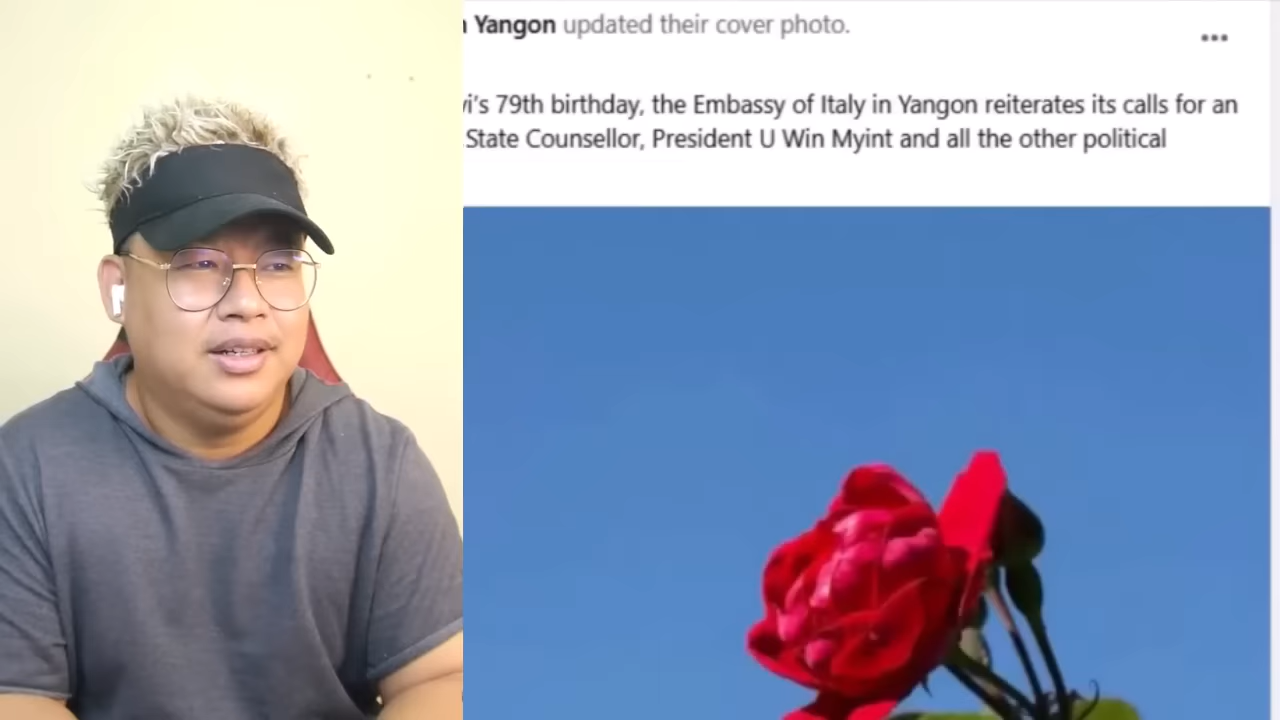 Yangon updated their cover photo.
's 79th birthday, the Embassy of Italy in Yangon reiterates its calls for an
State Counsellor, President U Win Myint and all the other political